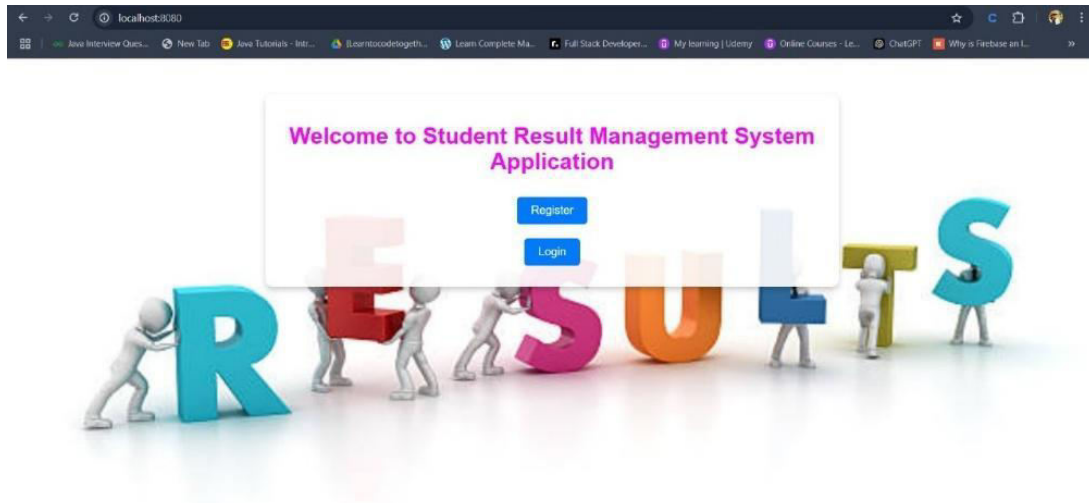 localhost:8080
Java Interview Ques... New Tab Java Tutorials - Intr... (Learntocodetogeth... Learn Complete Ma... Full Stack Developer... My learning | Udemy Online Courses - Le... ChatGPT Why is Firebase an I...
Welcome to Student Result Management System
Application
Register
Login
RESULTS